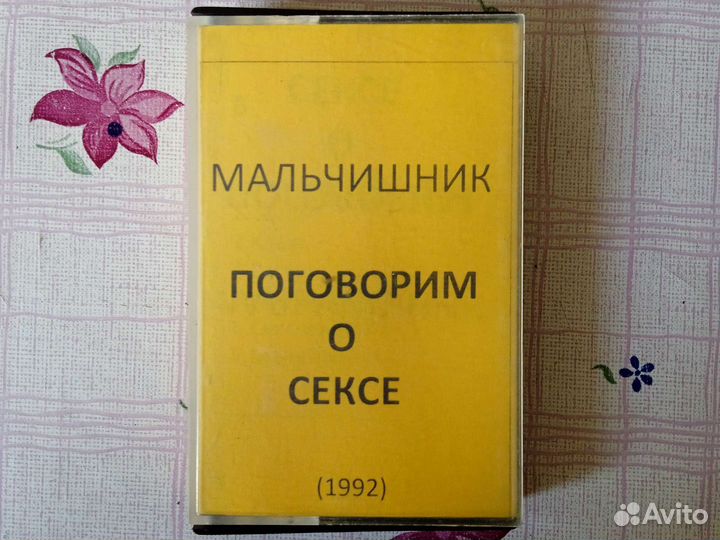 МАЛЬЧИШНИК
ПОГОВОРИМ
О
СЕКСЕ
(1992)
Avito